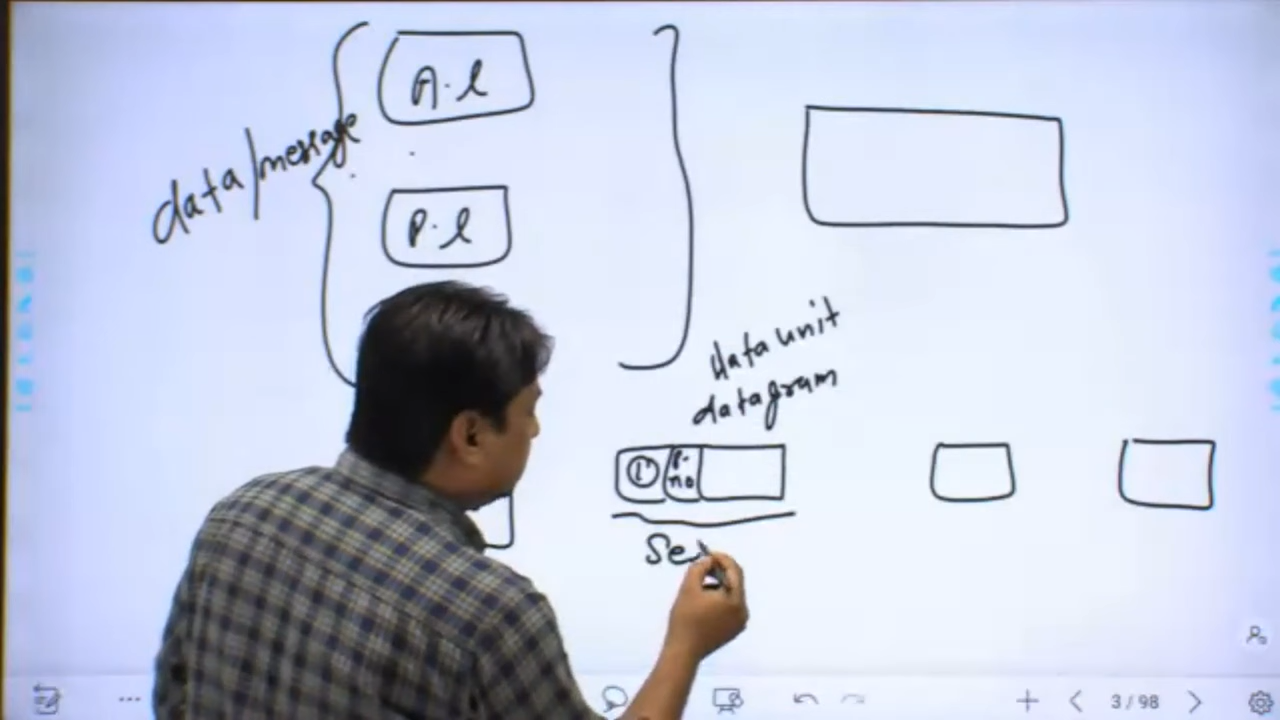 A.l
data/message
P.l
data unit
datagram
1
P.
no
Se
3 / 98